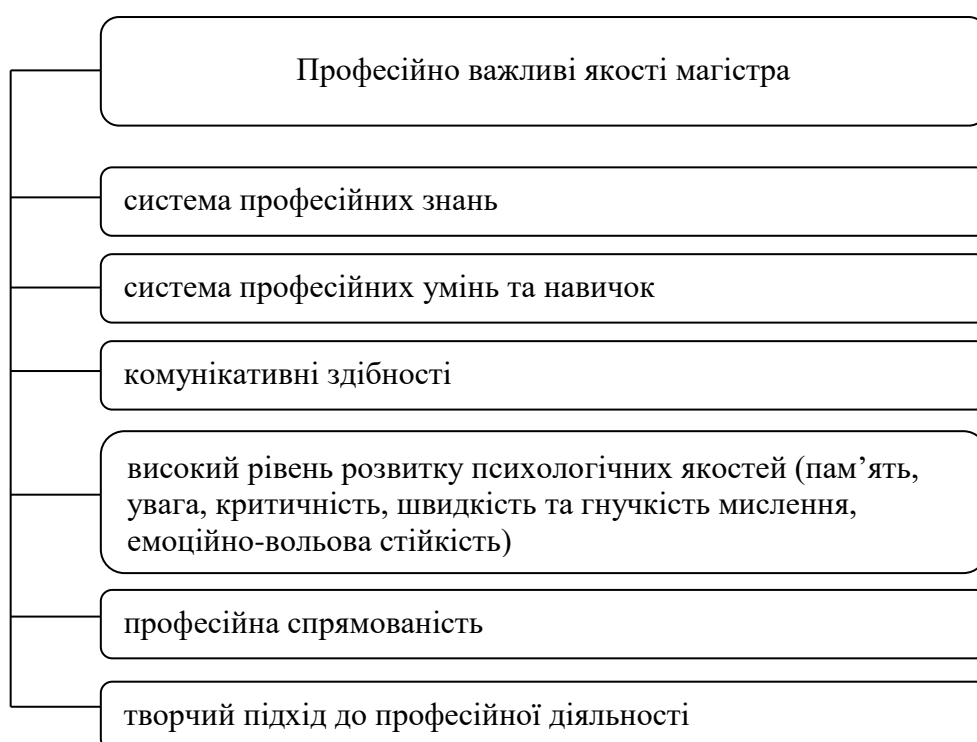 Професійно важливі якості магістра
система професійних знань
система професійних умінь та навичок
комунікативні здібності
високий рівень розвитку психологічних якостей (пам’ять,
увага, критичність, швидкість та гнучкість мислення,
емоційно-вольова стійкість)
професійна спрямованість
творчий підхід до професійної діяльності